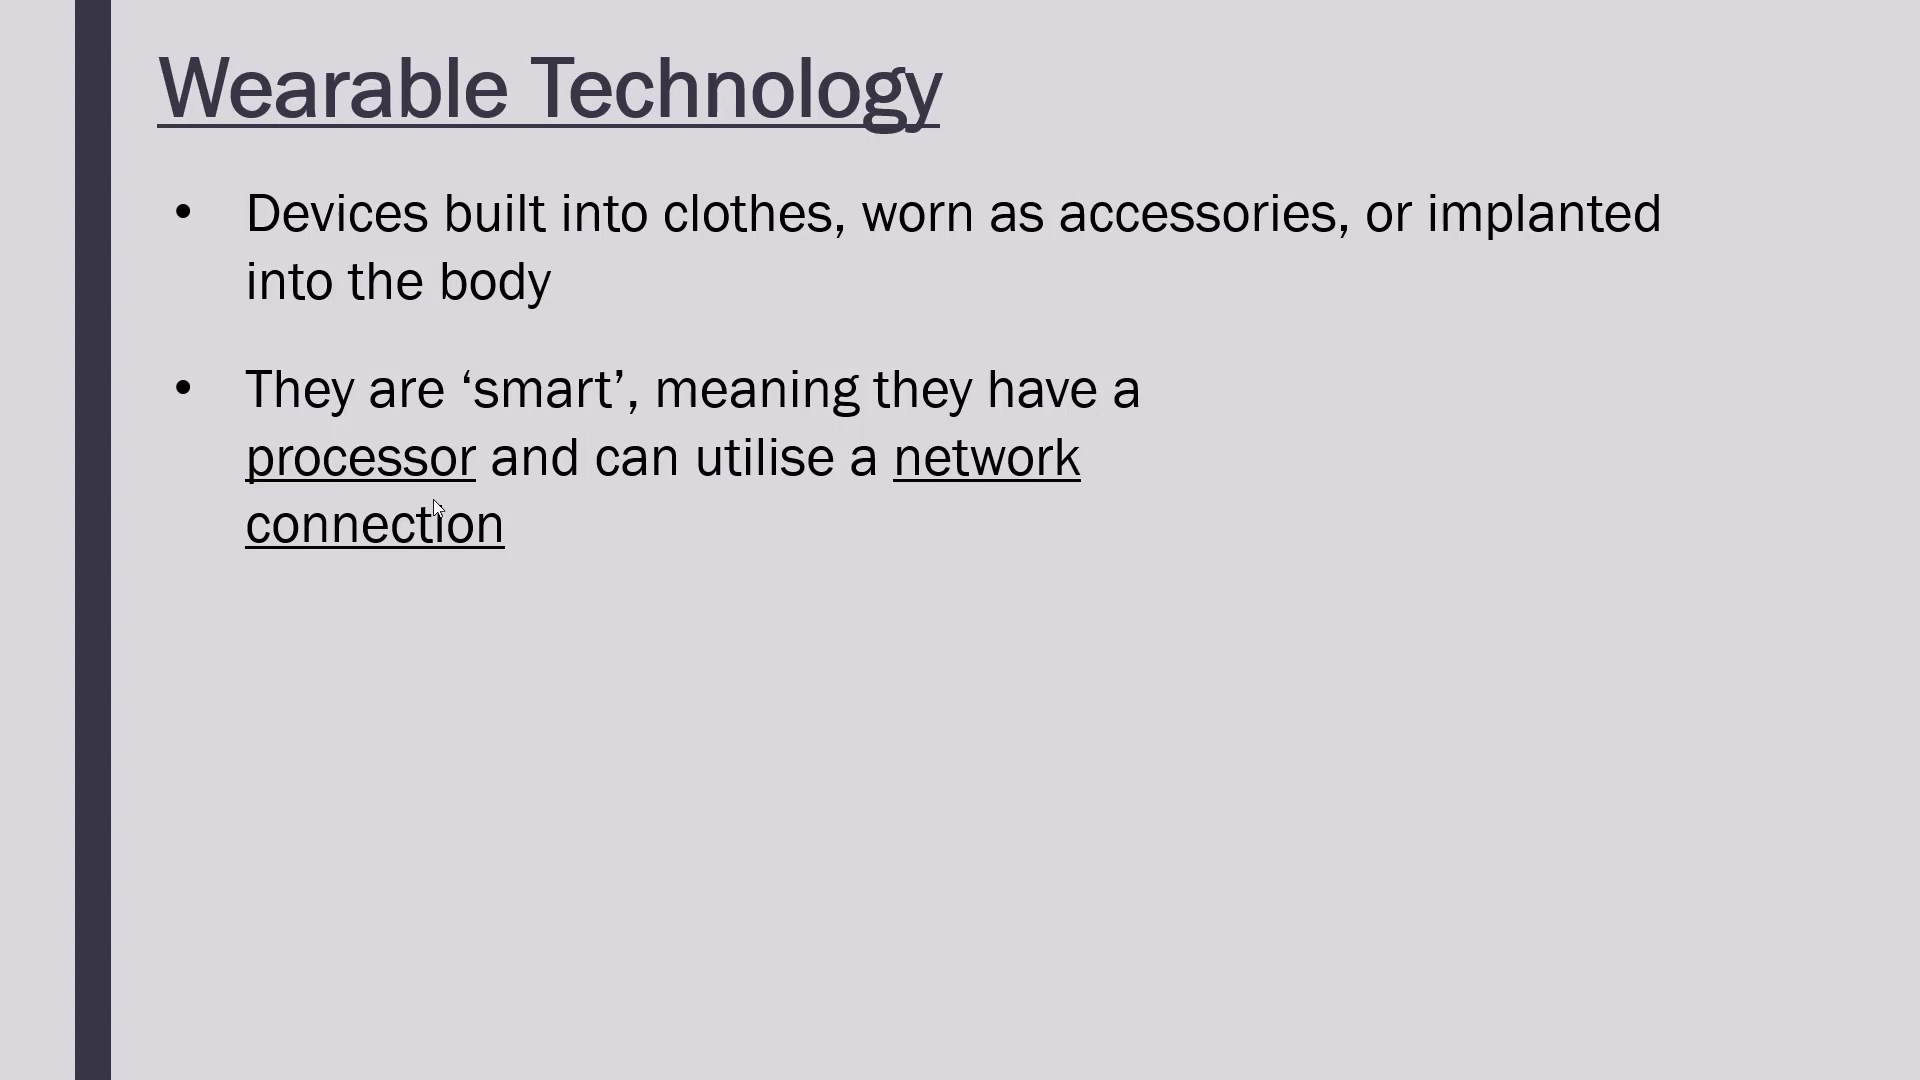 Wearable Technology
• Devices built into clothes, worn as accessories, or implanted
into the body
• They are ‘smart’, meaning they have a
processor and can utilise a network
connection